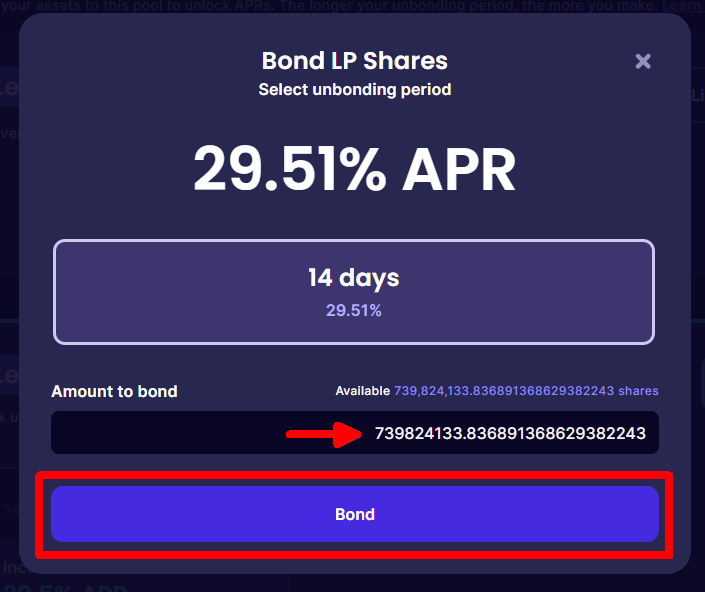 your assets to this pool to unlock APRs. The longer your unbonding period, the more you make. Learn
Bond LP Shares
Select unbonding period
29.51% APR
14 days
29.51%
Amount to bond
Available 739,824,133.836891368629382243 shares
739824133.836891368629382243
Bond